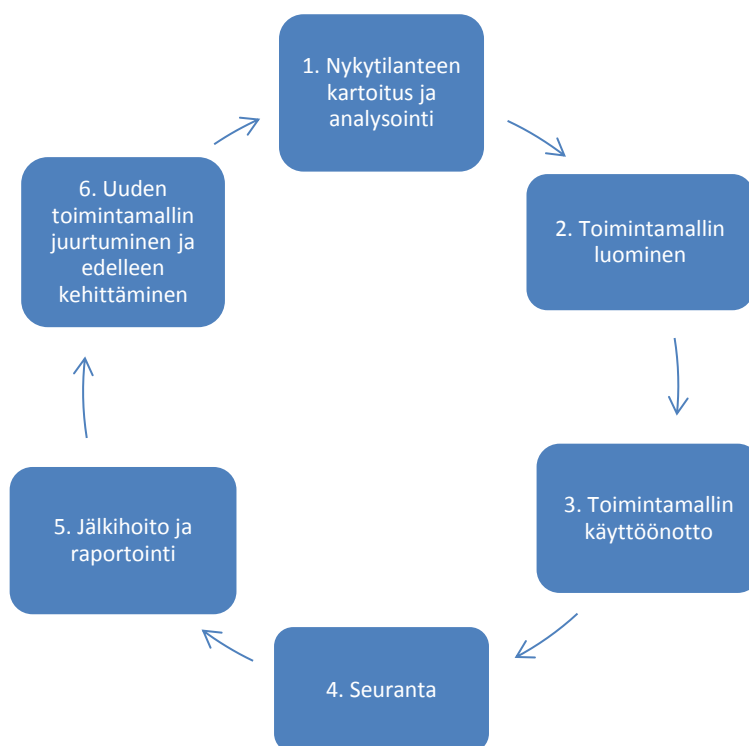 1. Nykytilanteen
kartoitus ja
analysointi
2. Toimintamallin
luominen
3. Toimintamallin
käyttöönotto
4. Seuranta
5. Jälkihoito ja
raportointi
6. Uuden
toimintamallin
juurtuminen ja
edelleen
kehittäminen